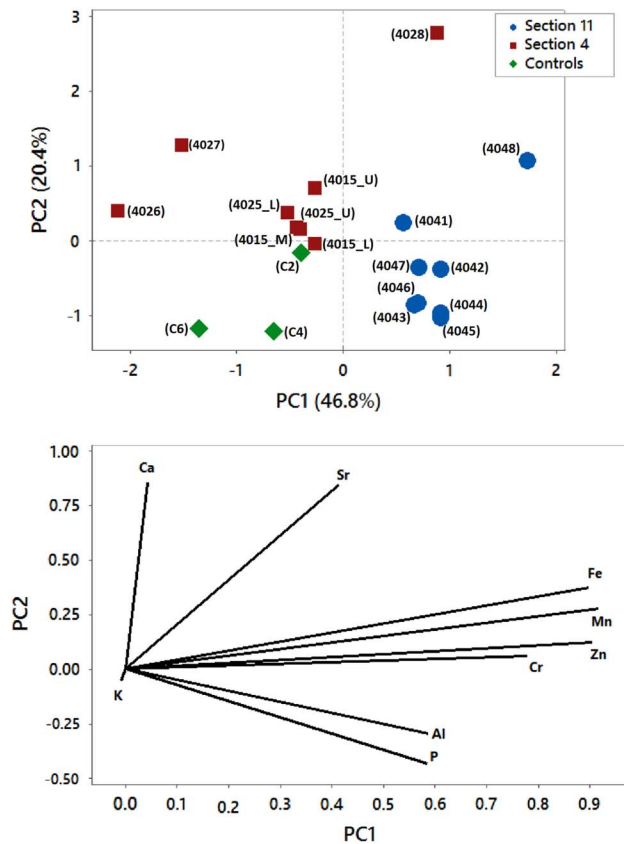 Section 11
Section 4
Controls
3
2
1
0
-1
PC2 (20.4%)
(4028)
(4027)
(4048)
(4026)
(4015_U)
(4025_L)
(4025_U)
(4041)
(4015_M)
(4015_L)
(C2)
(4047)
(4042)
(4046)
(4044)
(4043)
(4045)
(C6)
(C4)
-2
-1
0
1
2
PC1 (46.8%)
1.00
0.75
0.50
0.25
0.00
-0.25
-0.50
PC2
Ca
Sr
Fe
Mn
Zn
Cr
K
Al
P
0.0
0.1
0.2
0.3
0.4
0.5
0.6
0.7
0.8
0.9
PC1